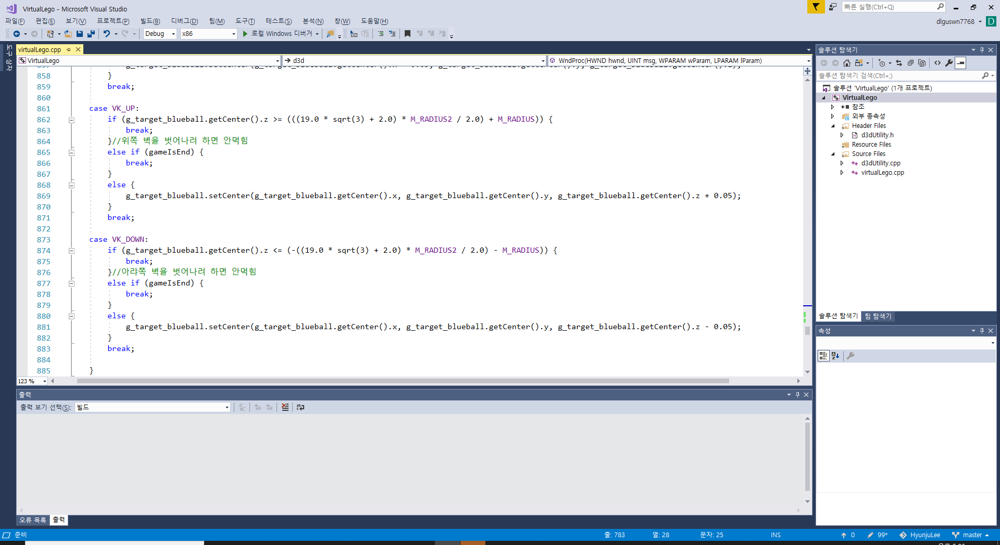 VirtualLego - Microsoft Visual Studio
빠른 실행(Ctrl+Q)
파일(F) 편집(E) 보기(V) 프로젝트(P) 빌드(B) 디버그(D) 팀(M) 도구(T) 테스트(S) 분석(N) 창(W) 도움말(H)
dlguswn7768 D
Debug x86 로컬 Windows 디버거
도구 상자
virtualLego.cpp
VirtualLego d3d WndProc(HWND hwnd, UINT msg, WPARAM wParam, LPARAM lParam)
858 }
859 break;
860
861 case VK_UP:
862 if (g_target_blueball.getCenter().z >= (((19.0 * sqrt(3) + 2.0) * M_RADIUS2 / 2.0) + M_RADIUS)) {
863 break;
864 }//위쪽 벽을 벗어나려 하면 안먹힘
865 else if (gameIsEnd) {
866 break;
867 }
868 else {
869 g_target_blueball.setCenter(g_target_blueball.getCenter().x, g_target_blueball.getCenter().y, g_target_blueball.getCenter().z + 0.05);
870 }
871 break;
872
873 case VK_DOWN:
874 if (g_target_blueball.getCenter().z <= (-((19.0 * sqrt(3) + 2.0) * M_RADIUS2 / 2.0) - M_RADIUS)) {
875 break;
876 }//아랴쪽 벽을 벗어나려 하면 안먹힘
877 else if (gameIsEnd) {
878 break;
879 }
880 else {
881 g_target_blueball.setCenter(g_target_blueball.getCenter().x, g_target_blueball.getCenter().y, g_target_blueball.getCenter().z - 0.05);
882 }
883 break;
884
885 }
123 %
출력
출력 보기 선택(S): 빌드
오류 목록 출력
솔루션 탐색기
솔루션 탐색기 검색(Ctrl+;)
솔루션 'VirtualLego' (1개 프로젝트)
VirtualLego
참조
외부 종속성
Header Files
d3dUtility.h
Resource Files
Source Files
d3dUtility.cpp
virtualLego.cpp
솔루션 탐색기 팀 탐색기
속성
준비 줄: 783 열: 28 문자: 25 INS 0 99* HyunjuLee master